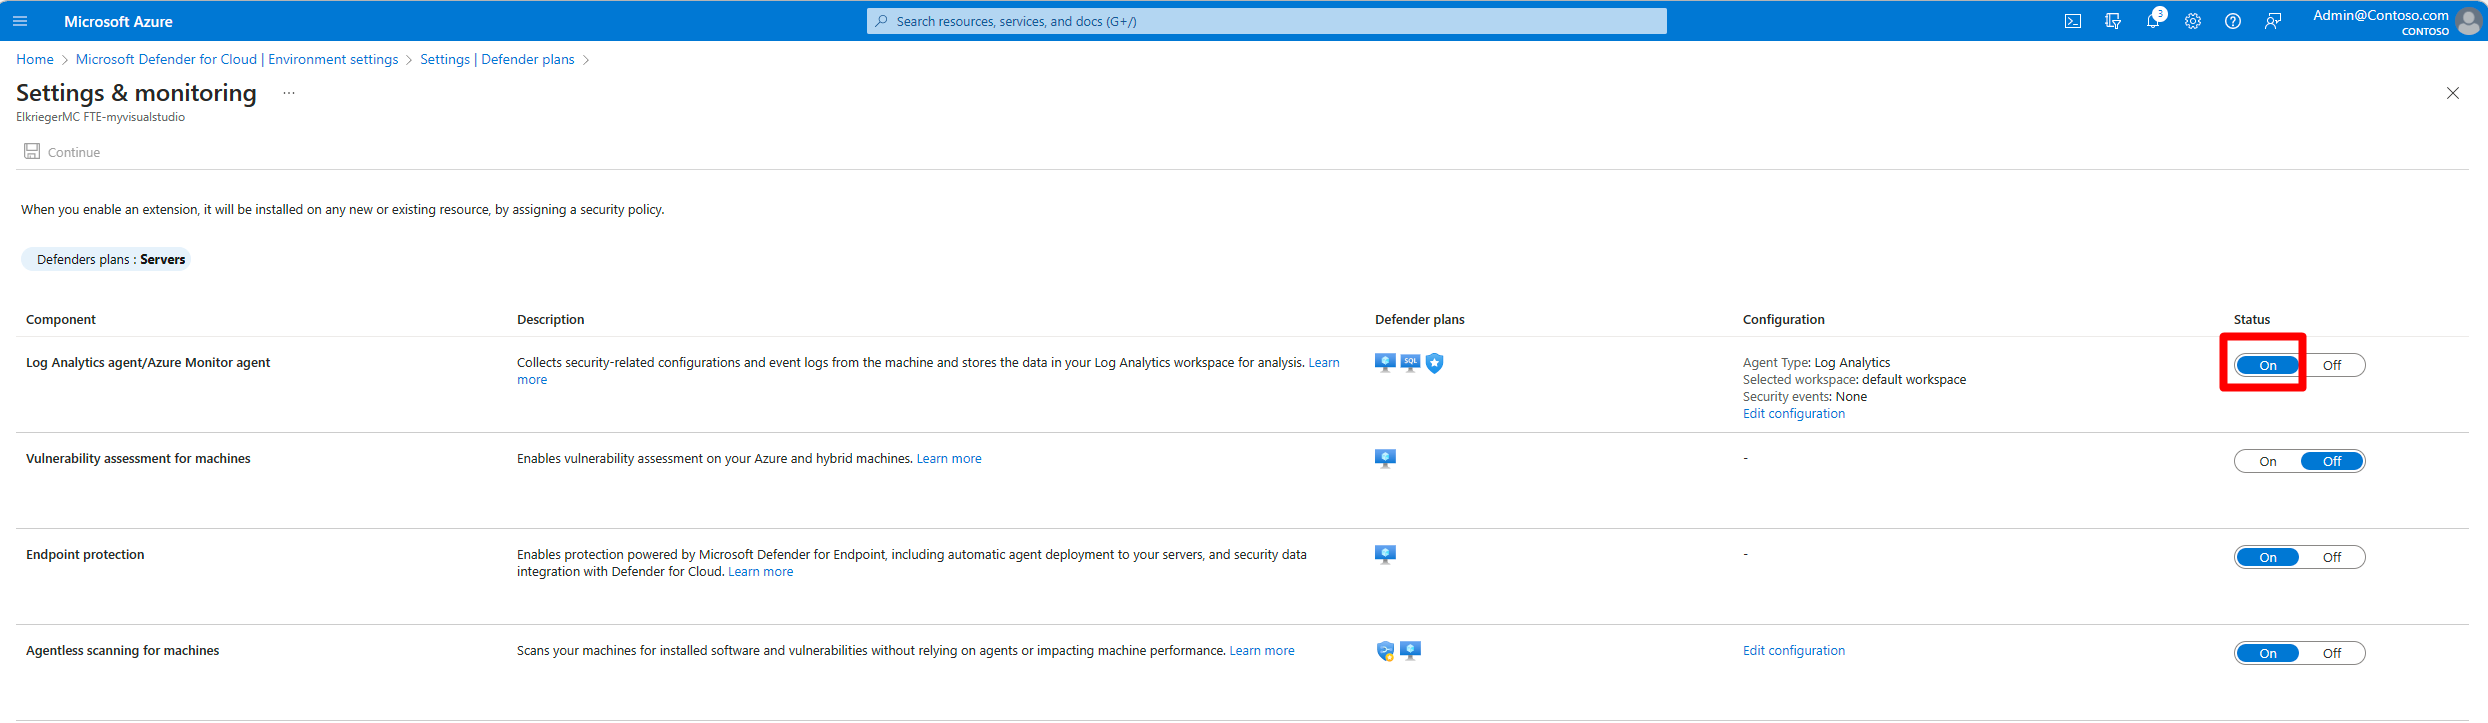 Microsoft Azure
Search resources, services, and docs (G+/)
3
Admin@Contoso.com
CONTOSO
Home > Microsoft Defender for Cloud | Environment settings > Settings | Defender plans >
Settings & monitoring ...
ElkriegerMC FTE-myvisualstudio
Continue
When you enable an extension, it will be installed on any new or existing resource, by assigning a security policy.
Defenders plans : Servers
Component Description Defender plans Configuration Status
Log Analytics agent/Azure Monitor agent
Collects security-related configurations and event logs from the machine and stores the data in your Log Analytics workspace for analysis. Learn
more
SQL
Agent Type: Log Analytics
Selected workspace: default workspace
Security events: None
Edit configuration
On Off
Vulnerability assessment for machines
Enables vulnerability assessment on your Azure and hybrid machines. Learn more
-
On Off
Endpoint protection
Enables protection powered by Microsoft Defender for Endpoint, including automatic agent deployment to your servers, and security data
integration with Defender for Cloud. Learn more
-
On Off
Agentless scanning for machines
Scans your machines for installed software and vulnerabilities without relying on agents or impacting machine performance. Learn more
Edit configuration
On Off